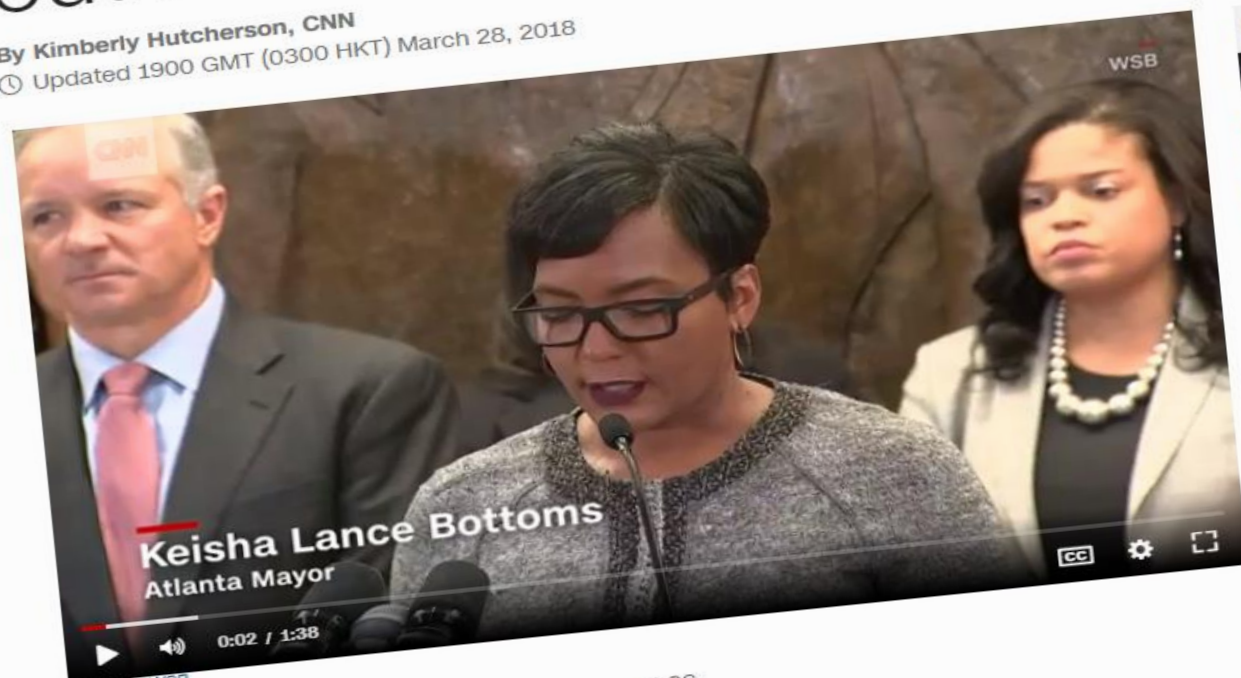 By Kimberly Hutcherson, CNN
Updated 1900 GMT (0300 HKT) March 28, 2018
WSB
CNN
Keisha Lance Bottoms
Atlanta Mayor
CC
0:02 / 1:38